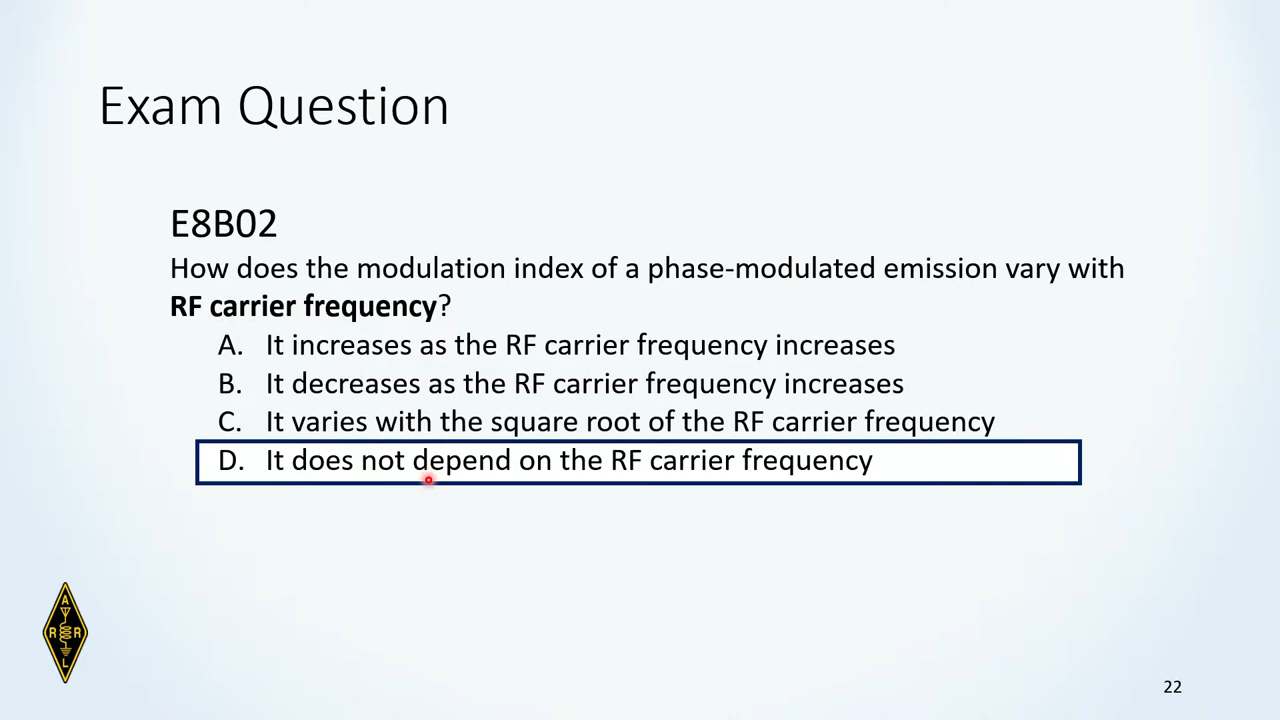 Exam Question
E8B02
How does the modulation index of a phase-modulated emission vary with
RF carrier frequency?
A. It increases as the RF carrier frequency increases
B. It decreases as the RF carrier frequency increases
C. It varies with the square root of the RF carrier frequency
D. It does not depend on the RF carrier frequency
A
R R
L
22